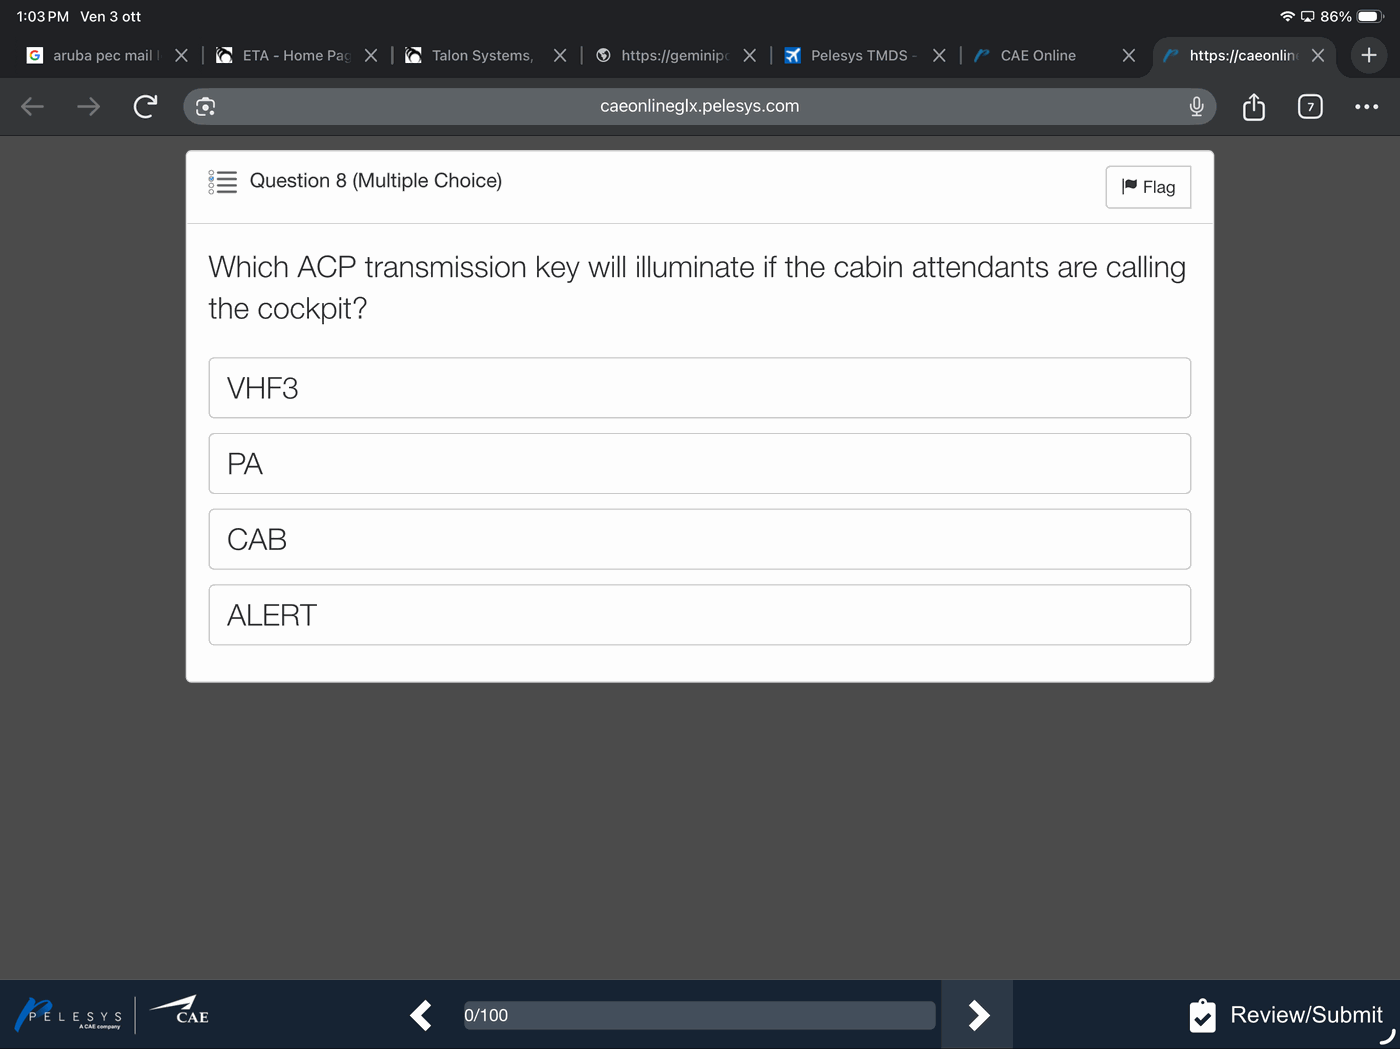 1:03 PM Ven 3 ott
86%
aruba pec mail
ETA - Home Pag
Talon Systems,
https://geminipo
Pelesys TMDS -
CAE Online
https://caeonline
caeonlineglx.pelesys.com
7
Question 8 (Multiple Choice)
Flag
Which ACP transmission key will illuminate if the cabin attendants are calling
the cockpit?
VHF3
PA
CAB
ALERT
PELESYS
A CAE company
CAE
0/100
Review/Submit